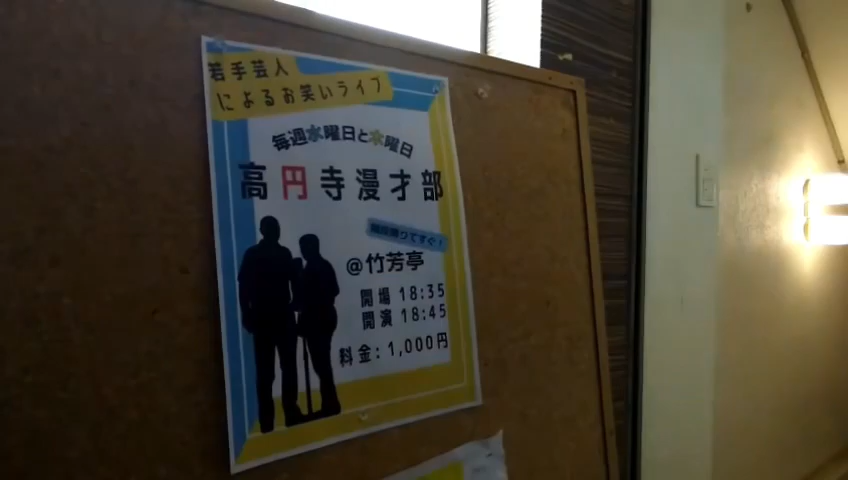 若手芸人
によるお笑いライブ
毎週水曜日と木曜日
高円寺漫才部
@竹芳亭
開場 18:35
開演 18:45
料金:1,000円